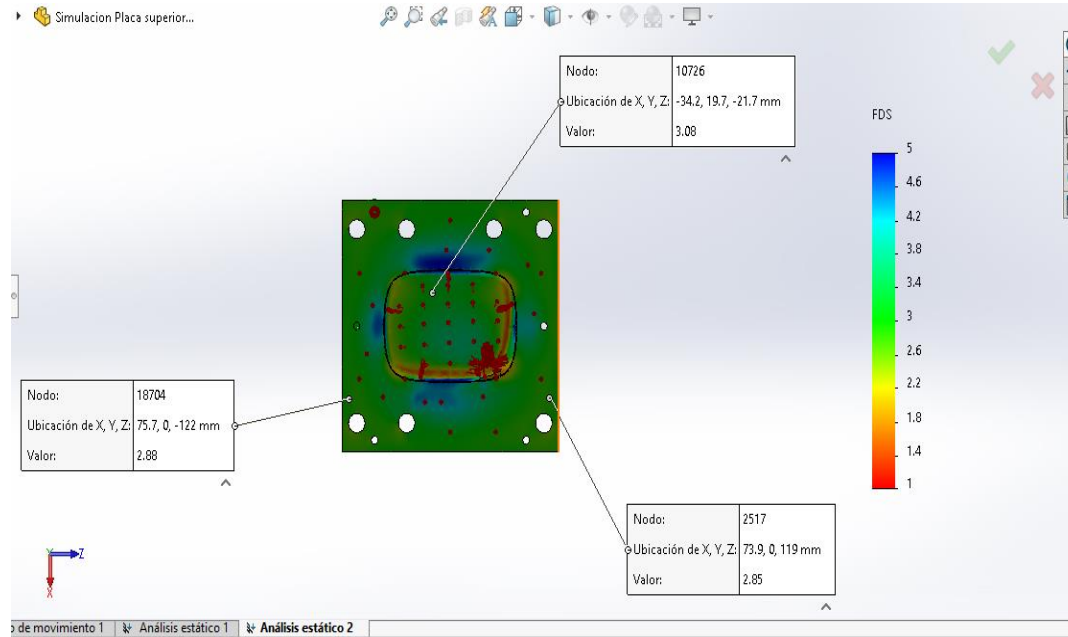 Simulacion Placa superior...
Nodo: 10726
Ubicación de X, Y, Z: -34.2, 19.7, -21.7 mm
Valor: 3.08
FDS
5
4.6
4.2
3.8
3.4
3
2.6
2.2
1.8
1.4
1
Nodo: 18704
Ubicación de X, Y, Z: 75.7, 0, -122 mm
Valor: 2.88
Nodo: 2517
Ubicación de X, Y, Z: 73.9, 0, 119 mm
Valor: 2.85
Y
Z
X
o de movimiento 1
Análisis estático 1
Análisis estático 2